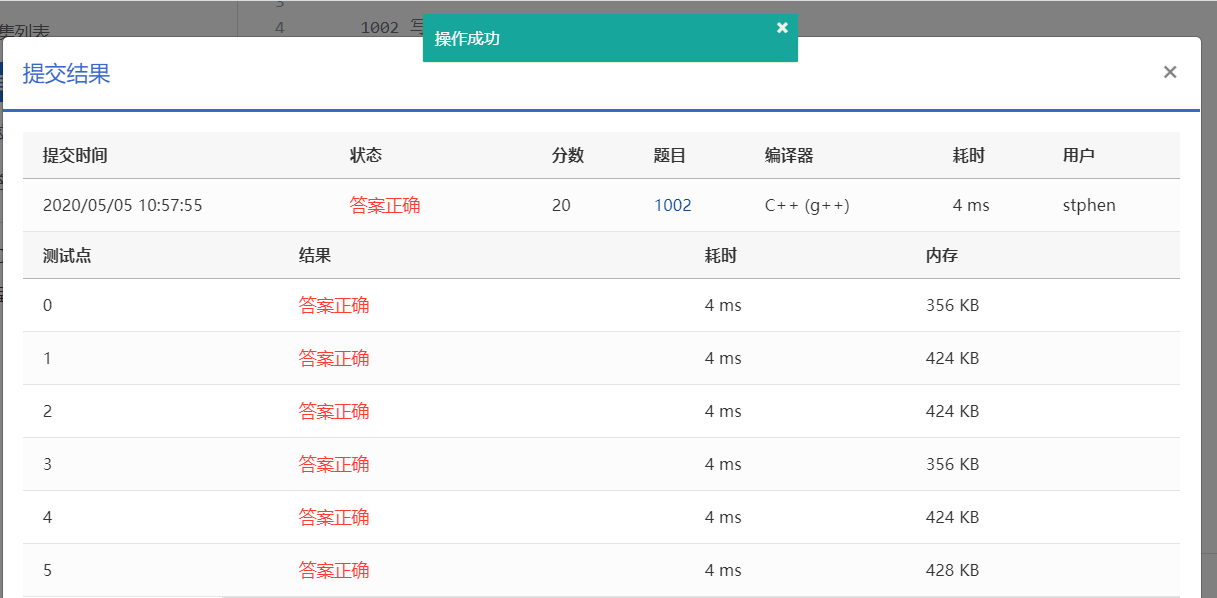 集列表
4 1002 写
操作成功
提交结果
提交时间 状态 分数 题目 编译器 耗时 用户
2020/05/05 10:57:55 答案正确 20 1002 C++ (g++) 4 ms stphen
测试点 结果 耗时 内存
0 答案正确 4 ms 356 KB
1 答案正确 4 ms 424 KB
2 答案正确 4 ms 424 KB
3 答案正确 4 ms 356 KB
4 答案正确 4 ms 424 KB
5 答案正确 4 ms 428 KB